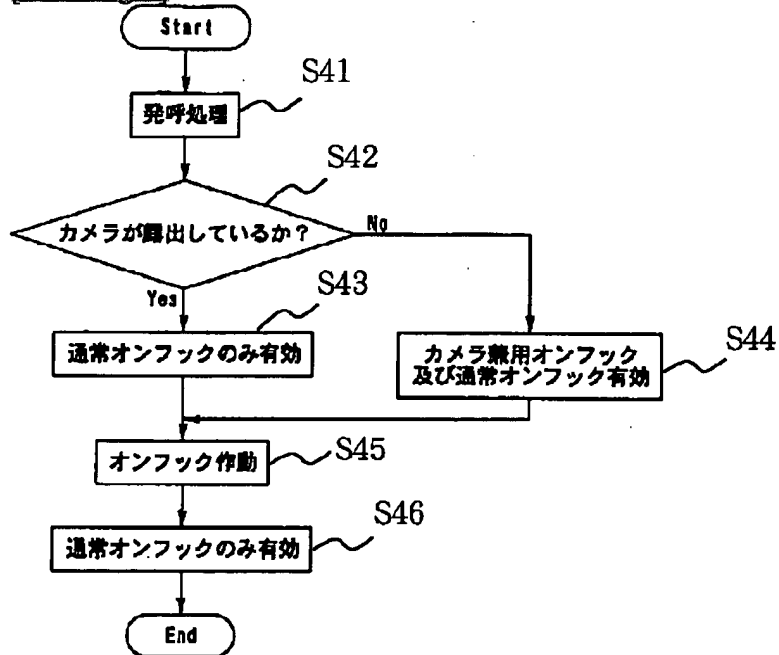 Start
S41
発呼処理
S42
カメラが露出しているか？
No
Yes
S43
通常オンフックのみ有効
カメラ兼用オンフック
及び通常オンフック有効
S44
オンフック作動
S45
S46
通常オンフックのみ有効
End